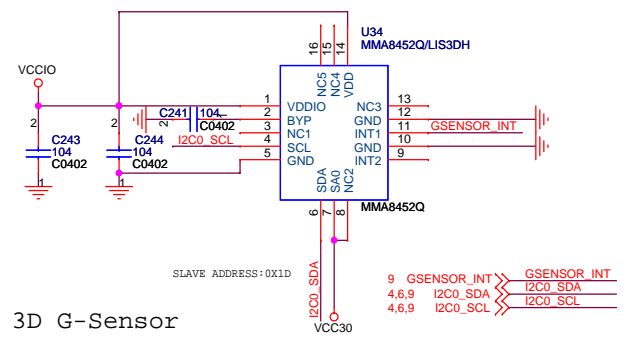 U34
MMA8452Q/LIS3DH
16
15
14
NC5
NC4
VDD
VCCIO
1
VDDIO
NC3
13
2
BYP
GND
12
3
NC1
INT1
11
GSENSOR_INT
4
SCL
GND
10
5
GND
INT2
9
C241
104
C0402
2
1
I2C0_SCL
2
C243
104
C0402
1
2
C244
104
C0402
1
SDA
SA0
NC2
6
7
8
MMA8452Q
I2C0_SDA
SLAVE ADDRESS:0X1D
VCC30
9 GSENSOR_INT GSENSOR_INT
4,6,9 I2C0_SDA I2C0_SDA
4,6,9 I2C0_SCL I2C0_SCL
3D G-Sensor